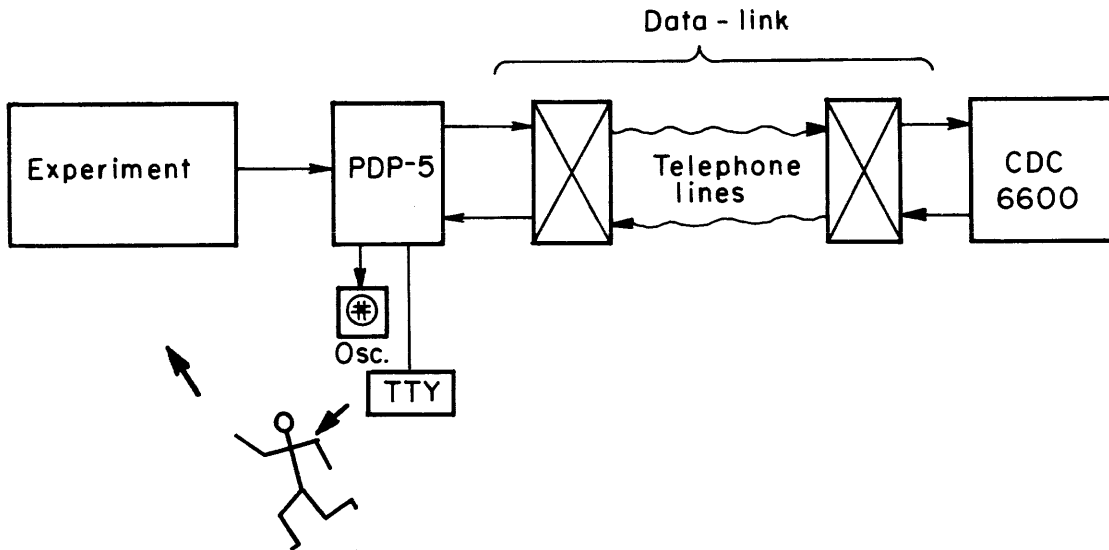 Data - link
Experiment
PDP-5
Telephone
lines
CDC
6600
Osc.
TTY